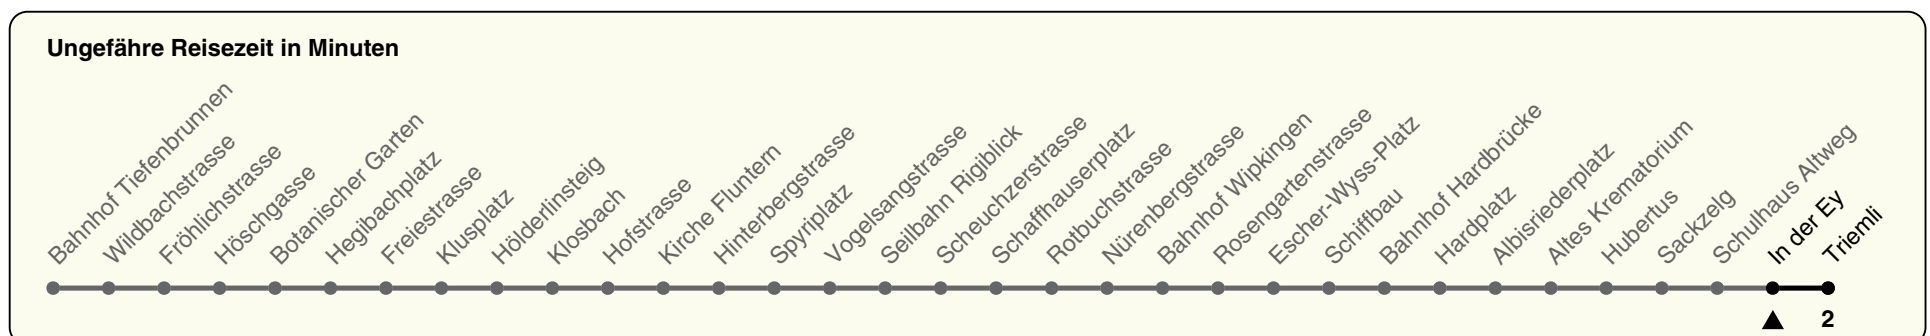 Ungefähre Reisezeit in Minuten
Bahnhof Tiefenbrunnen
Wildbachstrasse
Fröhlichstrasse
Höschgasse
Botanischer Garten
Hegibachplatz
Freiestrasse
Klusplatz
Hölderlinsteig
Klosbach
Hofstrasse
Kirche Fluntern
Hinterbergstrasse
Spyriplatz
Vogelsangstrasse
Seilbahn Rigiblick
Scheuchzerstrasse
Schaffhauserplatz
Rotbuchstrasse
Nürenbergstrasse
Bahnhof Wipkingen
Rosengartenstrasse
Escher-Wyss-Platz
Schiffbau
Bahnhof Hardbrücke
Hardplatz
Albisriederplatz
Altes Krematorium
Hubertus
Sackzelg
Schulhaus Altweg
In der Ey
Triemli
2